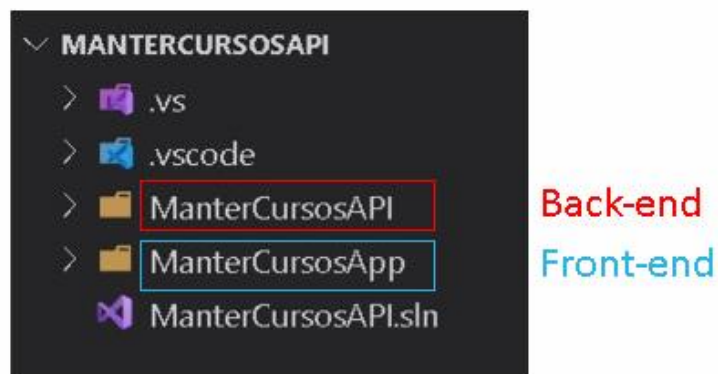 MANTERCURSOSAPI
.vs
.vscode
ManterCursosAPI Back-end
ManterCursosApp Front-end
ManterCursosAPI.sln